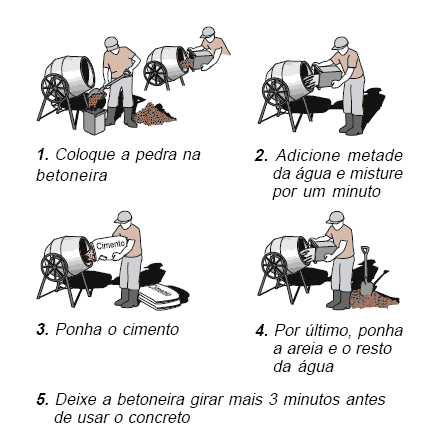 1. Coloque a pedra na
betoneira
2. Adicione metade
da água e misture
por um minuto
Cimento
3. Ponha o cimento
4. Por último, ponha
a areia e o resto
da água
5. Deixe a betoneira girar mais 3 minutos antes
de usar o concreto